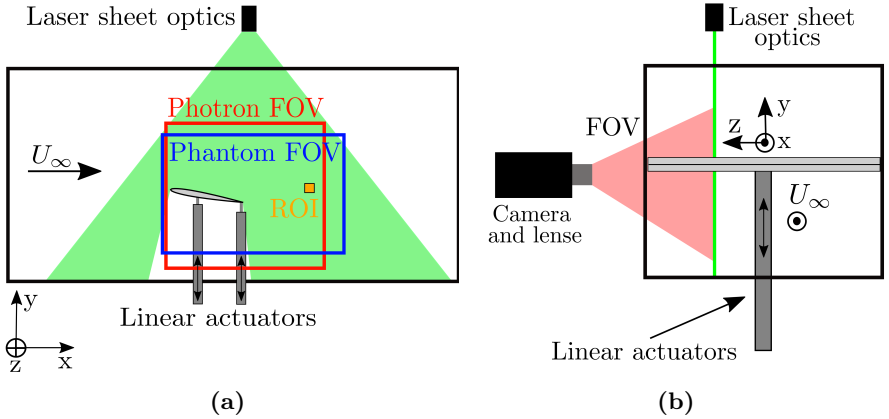 Laser sheet optics
Photron FOV
Phantom FOV
U∞
ROI
Linear actuators
y
z
x
(a)
Laser sheet
optics
FOV
y
z
x
U∞
Camera
and lense
Linear actuators
(b)